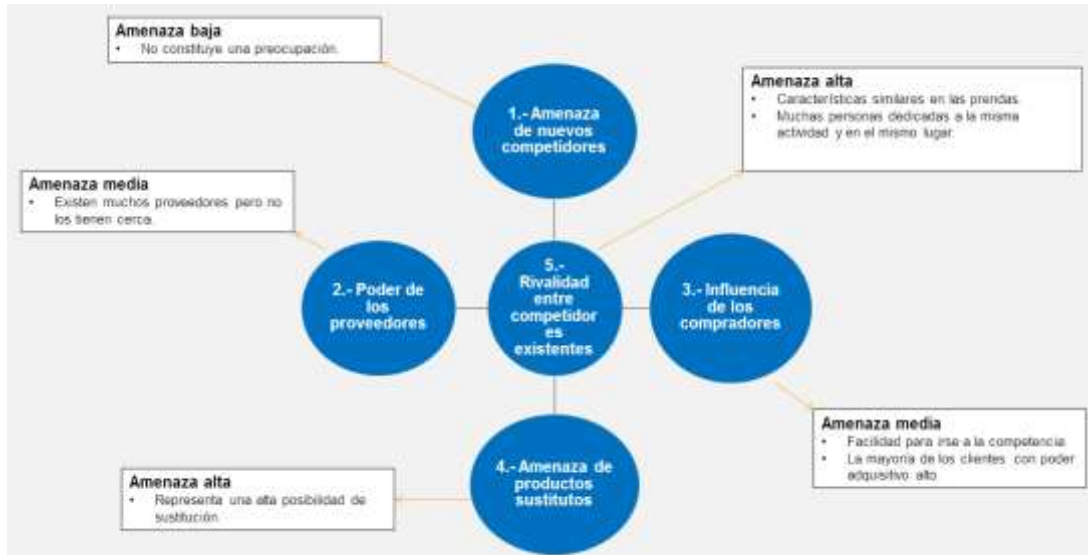 Amenaza baja
• No constituye una preocupación.
1.- Amenaza
de nuevos
competidores
Amenaza alta
• Características similares en las prendas
• Muchas personas dedicadas a la misma
actividad y en el mismo lugar.
Amenaza media
• Existen muchos proveedores pero no
los tienen cerca.
2.- Poder de
los
proveedores
5.-
Rivalidad
entre
competidor
es
existentes
3.- Influencia
de los
compradores
Amenaza media
• Facilidad para irse a la competencia
• La mayoría de los clientes con poder
adquisitivo alto
4.- Amenaza de
productos
sustitutos
Amenaza alta
• Representa una alta posibilidad de
sustitución.